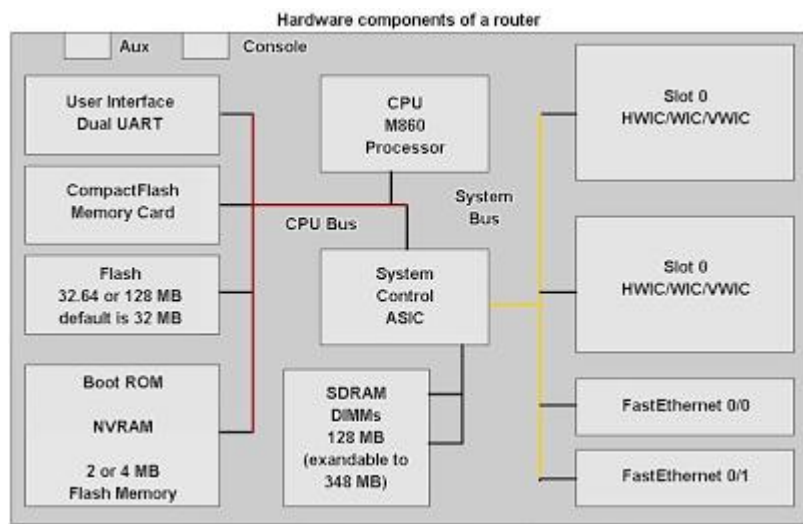 Hardware components of a router
Aux
Console
User Interface
Dual UART
CompactFlash
Memory Card
Flash
32.64 or 128 MB
default is 32 MB
Boot ROM
NVRAM
2 or 4 MB
Flash Memory
CPU
M860
Processor
CPU Bus
System
Bus
System
Control
ASIC
SDRAM
DIMMs
128 MB
(exandable to
348 MB)
Slot 0
HWIC/WIC/VWIC
Slot 0
HWIC/WIC/VWIC
FastEthernet 0/0
FastEthernet 0/1